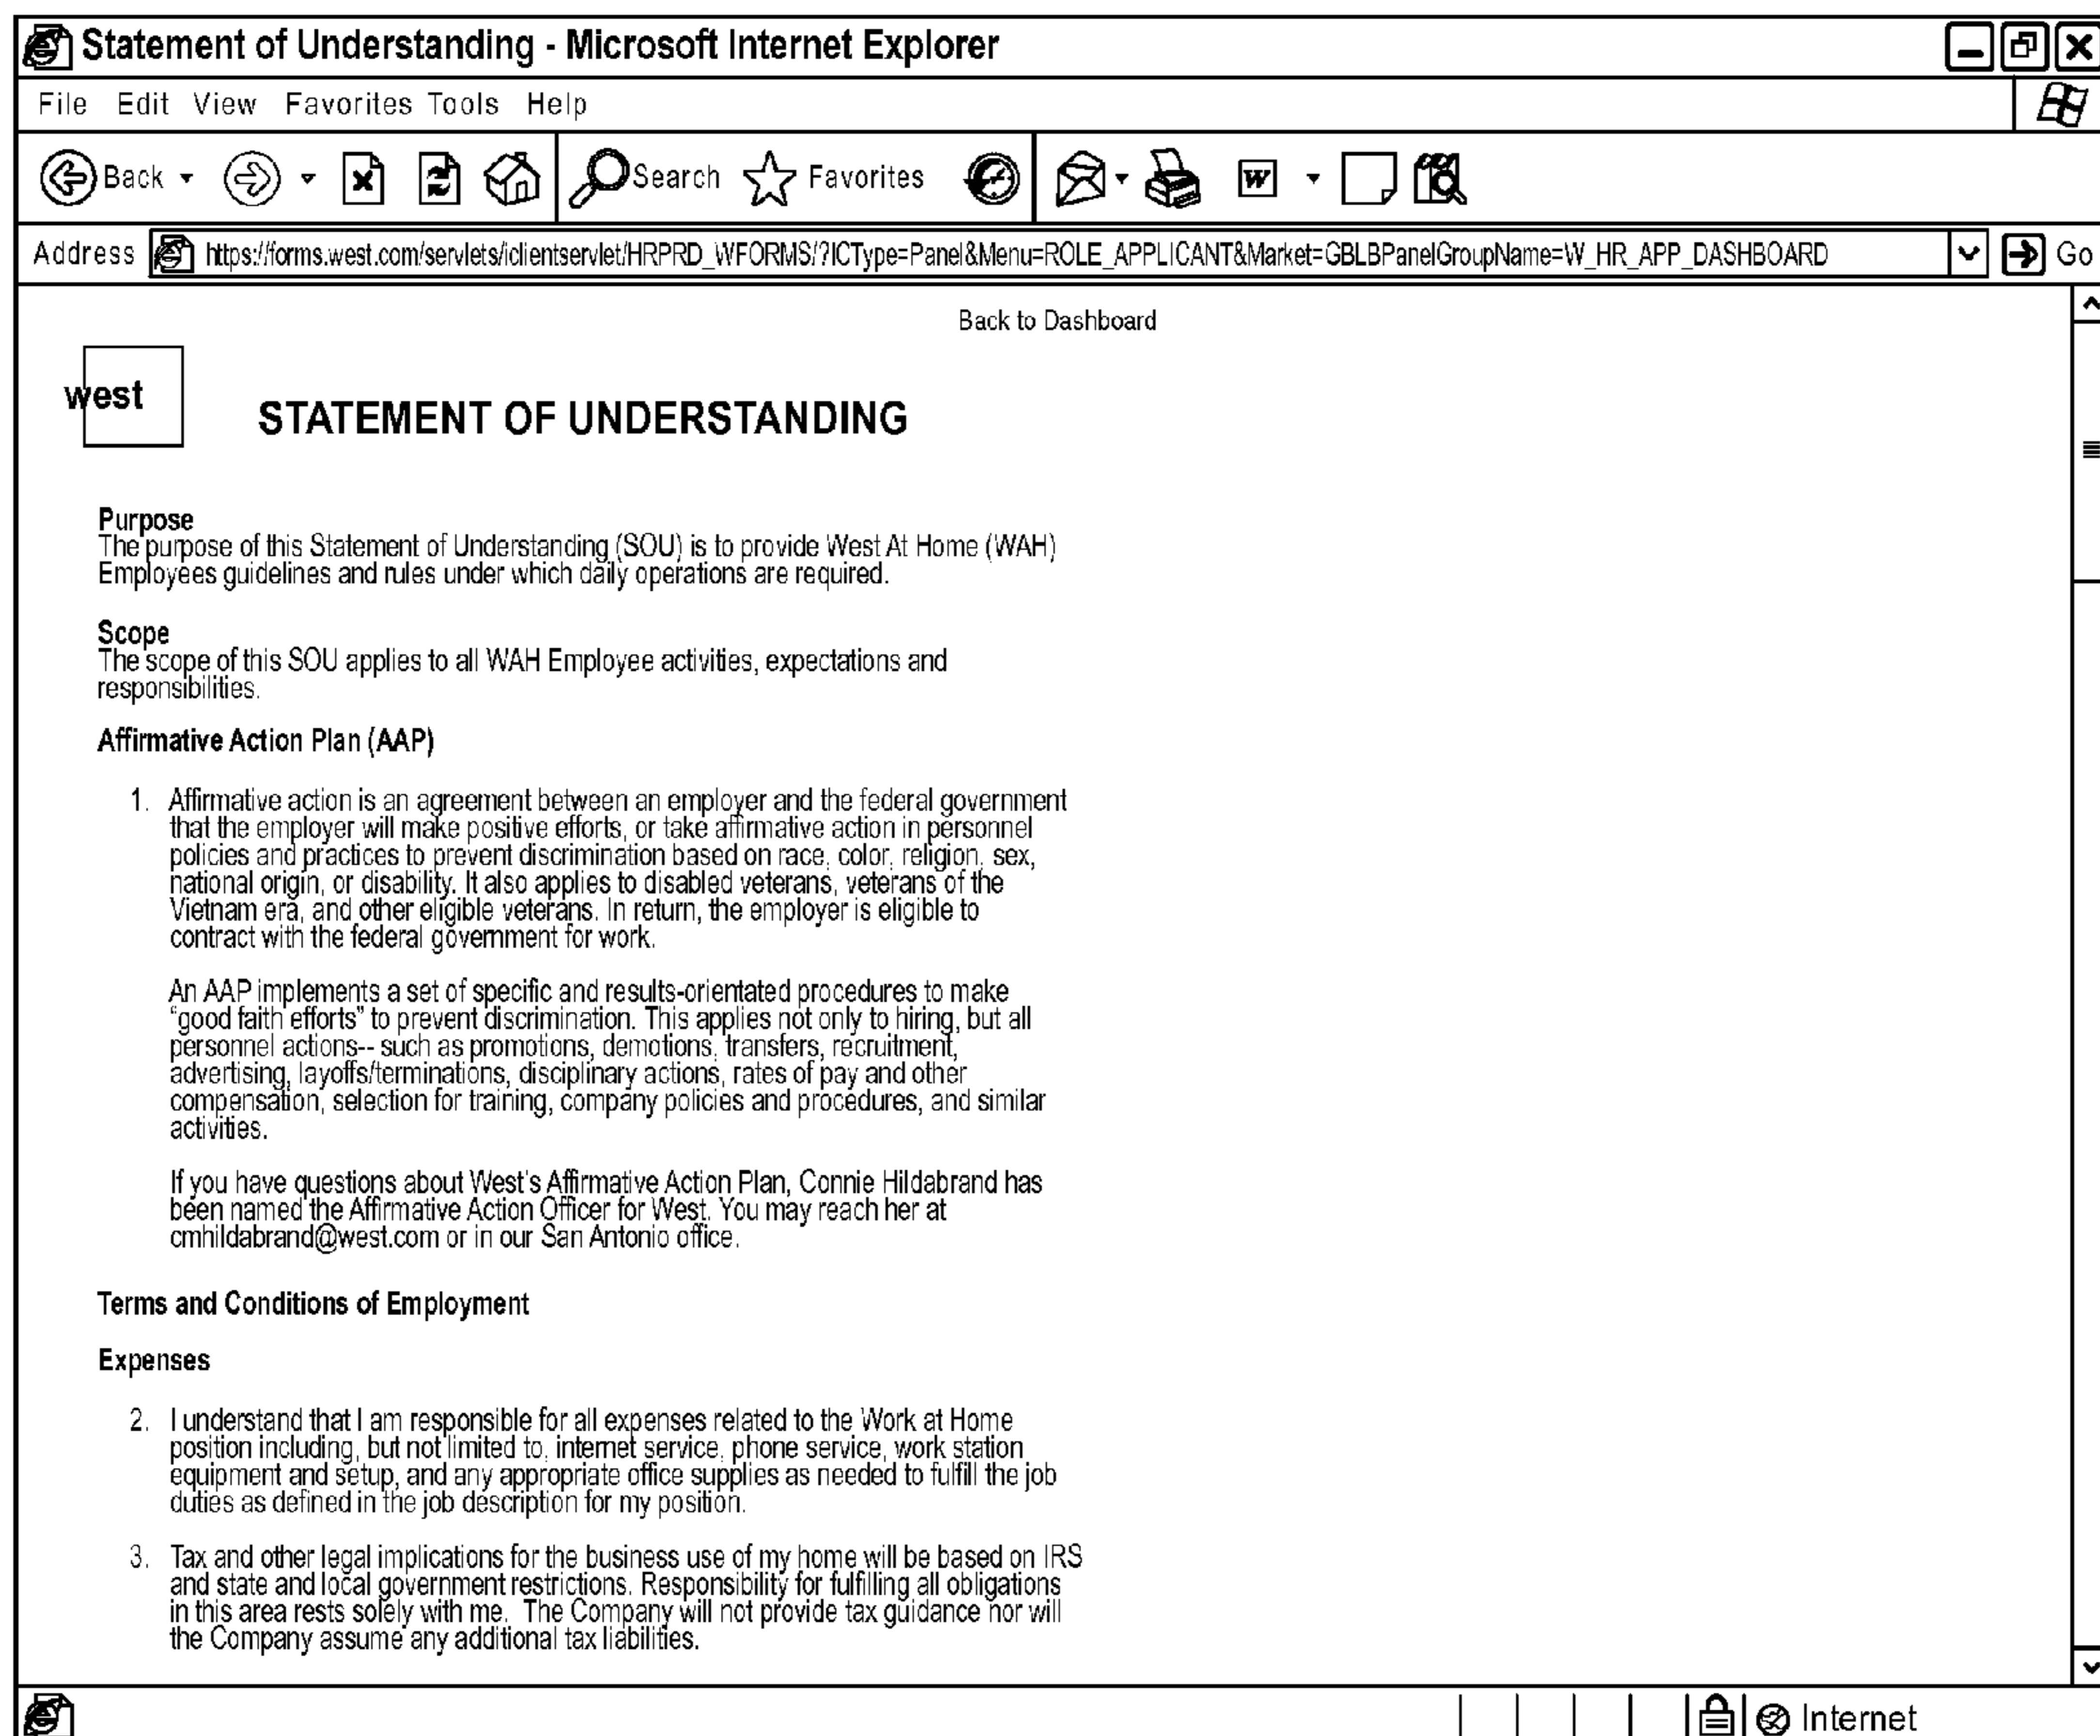 Statement of Understanding - Microsoft Internet Explorer
File Edit View Favorites Tools Help
Back Search Favorites W
Address https://forms.west.com/servlets/iclientservlet/HRPRD_WFORMS/?ICType=Panel&Menu=ROLE_APPLICANT&Market=GBLBPanelGroupName=W_HR_APP_DASHBOARD Go
Back to Dashboard
west
STATEMENT OF UNDERSTANDING
Purpose
The purpose of this Statement of Understanding (SOU) is to provide West At Home (WAH)
Employees guidelines and rules under which daily operations are required.
Scope
The scope of this SOU applies to all WAH Employee activities, expectations and
responsibilities.
Affirmative Action Plan (AAP)
1. Affirmative action is an agreement between an employer and the federal government
that the employer will make positive efforts, or take affirmative action in personnel
policies and practices to prevent discrimination based on race, color, religion, sex,
national origin, or disability. It also applies to disabled veterans, veterans of the
Vietnam era, and other eligible veterans. In return, the employer is eligible to
contract with the federal government for work.
An AAP implements a set of specific and results-orientated procedures to make
“good faith efforts” to prevent discrimination. This applies not only to hiring, but all
personnel actions-- such as promotions, demotions, transfers, recruitment,
advertising, layoffs/terminations, disciplinary actions, rates of pay and other
compensation, selection for training, company policies and procedures, and similar
activities.
If you have questions about West's Affirmative Action Plan, Connie Hildabrand has
been named the Affirmative Action Officer for West. You may reach her at
cmhildabrand@west.com or in our San Antonio office.
Terms and Conditions of Employment
Expenses
2. I understand that I am responsible for all expenses related to the Work at Home
position including, but not limited to, internet service, phone service, work station
equipment and setup, and any appropriate office supplies as needed to fulfill the job
duties as defined in the job description for my position.
3. Tax and other legal implications for the business use of my home will be based on IRS
and state and local government restrictions. Responsibility for fulfilling all obligations
in this area rests solely with me. The Company will not provide tax guidance nor will
the Company assume any additional tax liabilities.
Internet